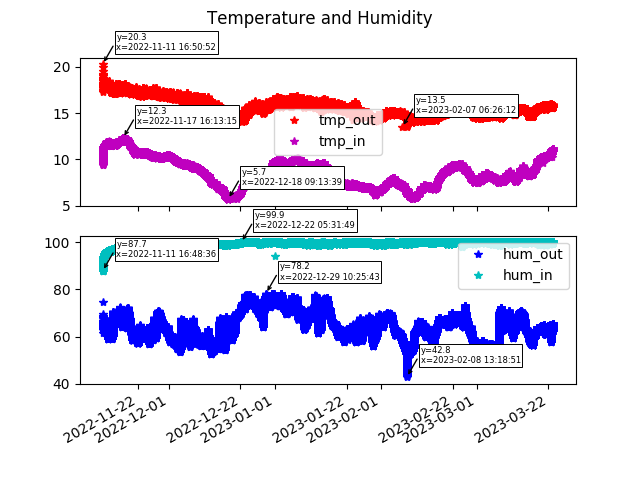 Temperature and Humidity
y=20.3
x=2022-11-11 16:50:52
20
y=13.5
x=2023-02-07 06:26:12
y=12.3
x=2022-11-17 16:13:15
15
tmp_out
tmp_in
10
y=5.7
x=2022-12-18 09:13:39
5
y=99.9
x=2022-12-22 05:31:49
100
y=87.7
x=2022-11-11 16:48:36
hum_out
hum_in
y=78.2
x=2022-12-29 10:25:43
80
60
y=42.8
x=2023-02-08 13:18:51
40
2022-11-22
2022-12-01
2022-12-22
2023-01-01
2023-01-22
2023-02-01
2023-02-22
2023-03-01
2023-03-22